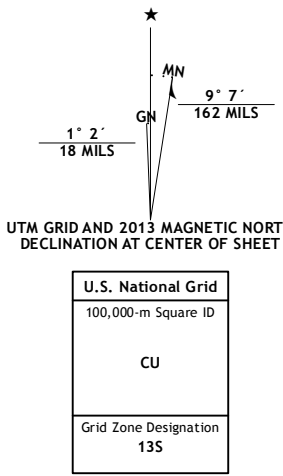 ★
MN
GN
9° 7´
162 MILS
1° 2´
18 MILS
UTM GRID AND 2013 MAGNETIC NORT
DECLINATION AT CENTER OF SHEET
U.S. National Grid
100,000-m Square ID
CU
Grid Zone Designation
13S